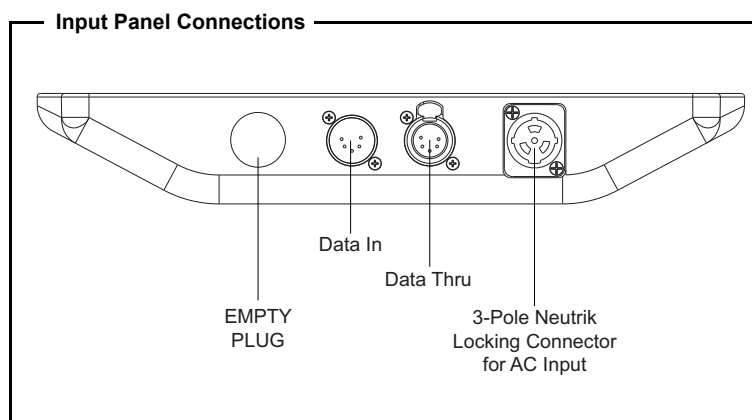 Input Panel Connections
Data In
Data Thru
EMPTY
PLUG
3-Pole Neutrik
Locking Connector
for AC Input